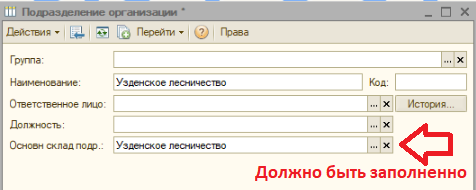 Подразделение организации *
Действия Перейти ? Права
Группа: ... x
Наименование: Узденское лесничество Код:
Ответственное лицо: ... x История...
Должность: ... x
Основн склад подр.: Узденское лесничество ... x
Должно быть заполненно